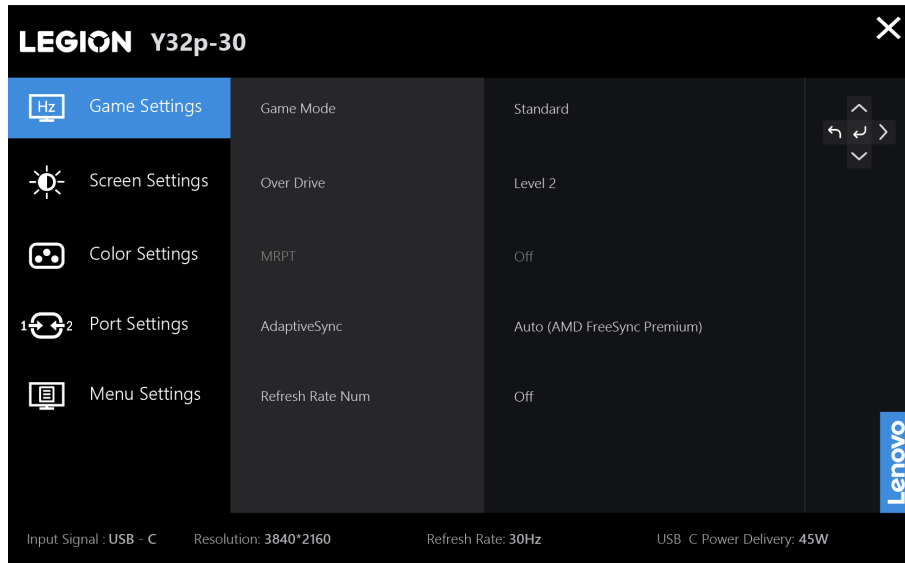 LEGION Y32p-30
Hz Game Settings Game Mode Standard
Screen Settings Over Drive Level 2
Color Settings MRPT Off
1 2 Port Settings AdaptiveSync Auto (AMD FreeSync Premium)
Menu Settings Refresh Rate Num Off
Lenovo
Input Signal : USB - C Resolution: 3840*2160 Refresh Rate: 30Hz USB C Power Delivery: 45W